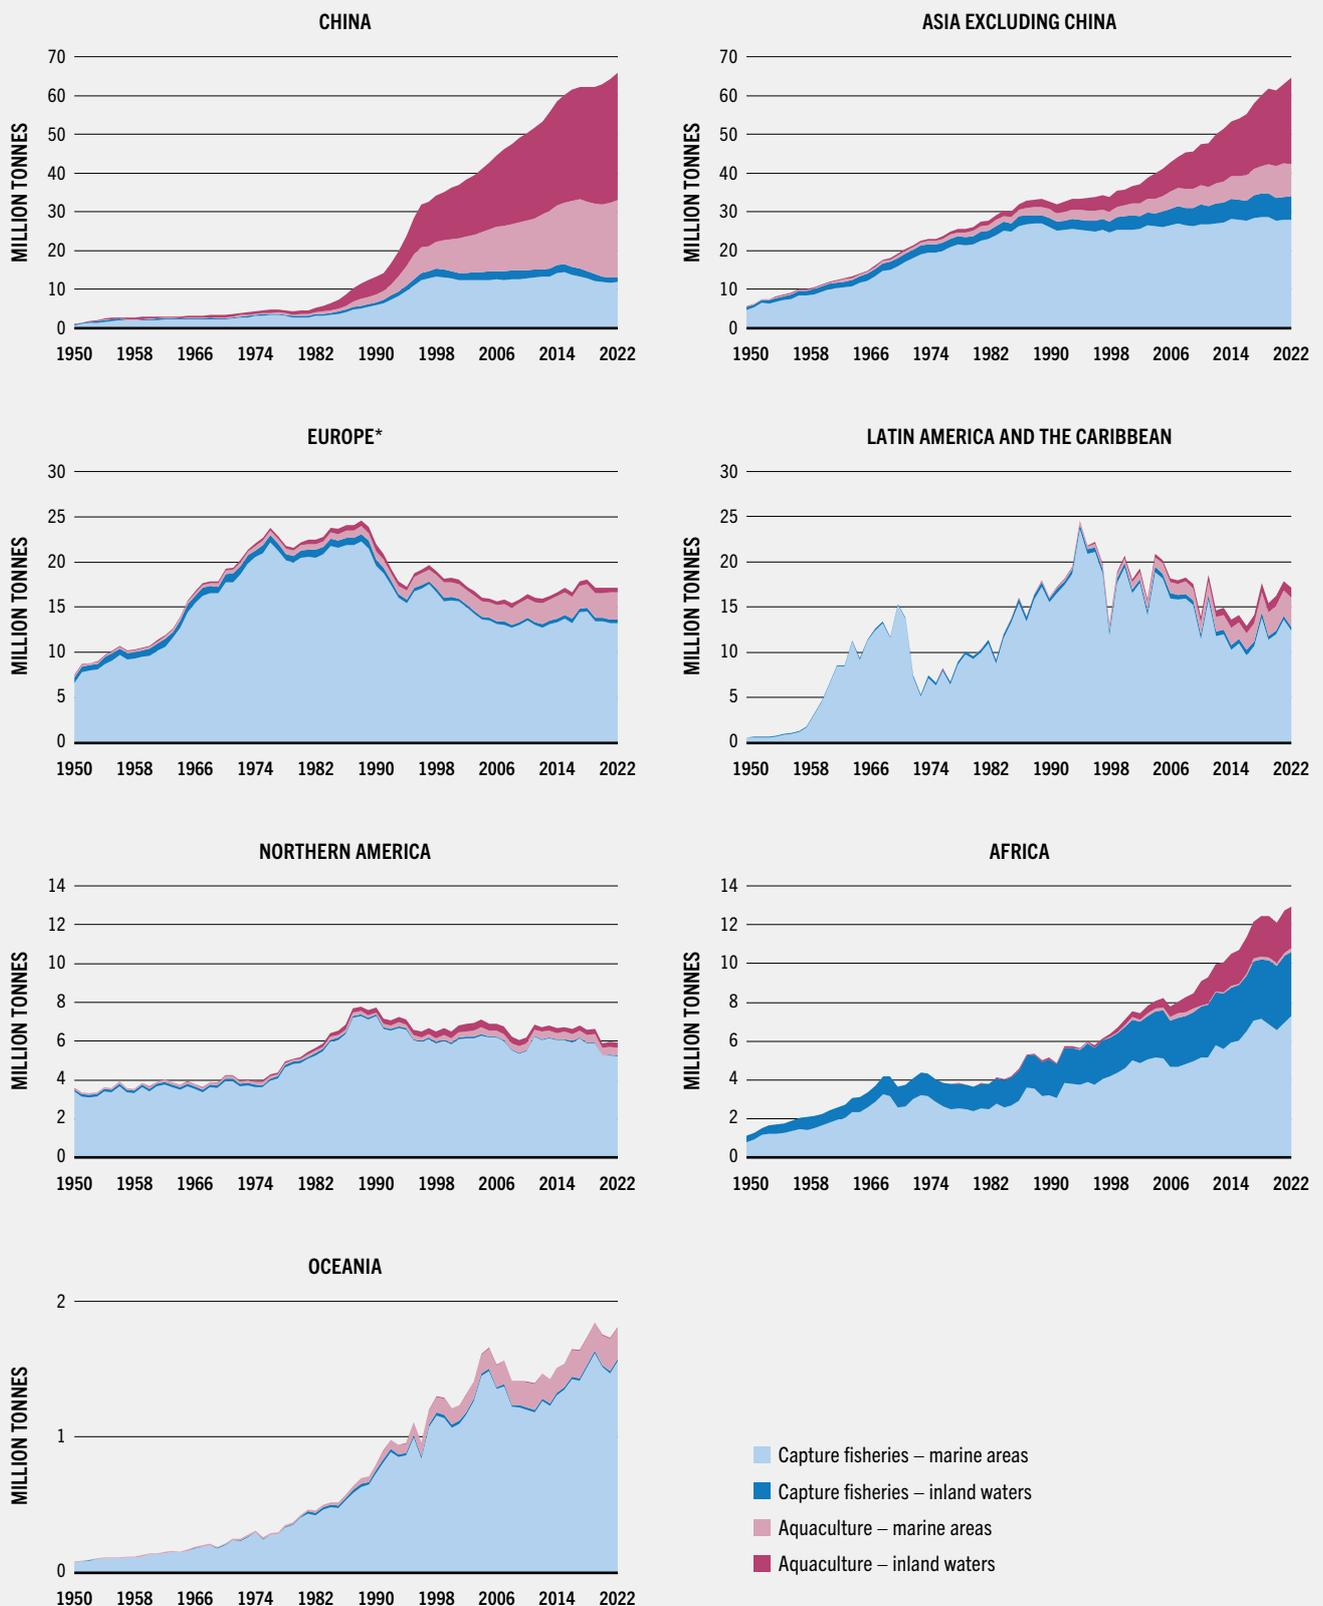 CHINA
MILLION TONNES
70
60
50
40
30
20
10
0
1950 1958 1966 1974 1982 1990 1998 2006 2014 2022
ASIA EXCLUDING CHINA
MILLION TONNES
70
60
50
40
30
20
10
0
1950 1958 1966 1974 1982 1990 1998 2006 2014 2022
EUROPE*
MILLION TONNES
30
25
20
15
10
5
0
1950 1958 1966 1974 1982 1990 1998 2006 2014 2022
LATIN AMERICA AND THE CARIBBEAN
MILLION TONNES
30
25
20
15
10
5
0
1950 1958 1966 1974 1982 1990 1998 2006 2014 2022
NORTHERN AMERICA
MILLION TONNES
14
12
10
8
6
4
2
0
1950 1958 1966 1974 1982 1990 1998 2006 2014 2022
AFRICA
MILLION TONNES
14
12
10
8
6
4
2
0
1950 1958 1966 1974 1982 1990 1998 2006 2014 2022
OCEANIA
MILLION TONNES
2
1
0
1950 1958 1966 1974 1982 1990 1998 2006 2014 2022
Capture fisheries – marine areas
Capture fisheries – inland waters
Aquaculture – marine areas
Aquaculture – inland waters